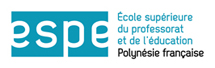 espe
École supérieure
du professorat
et de l'éducation
Polynésie française